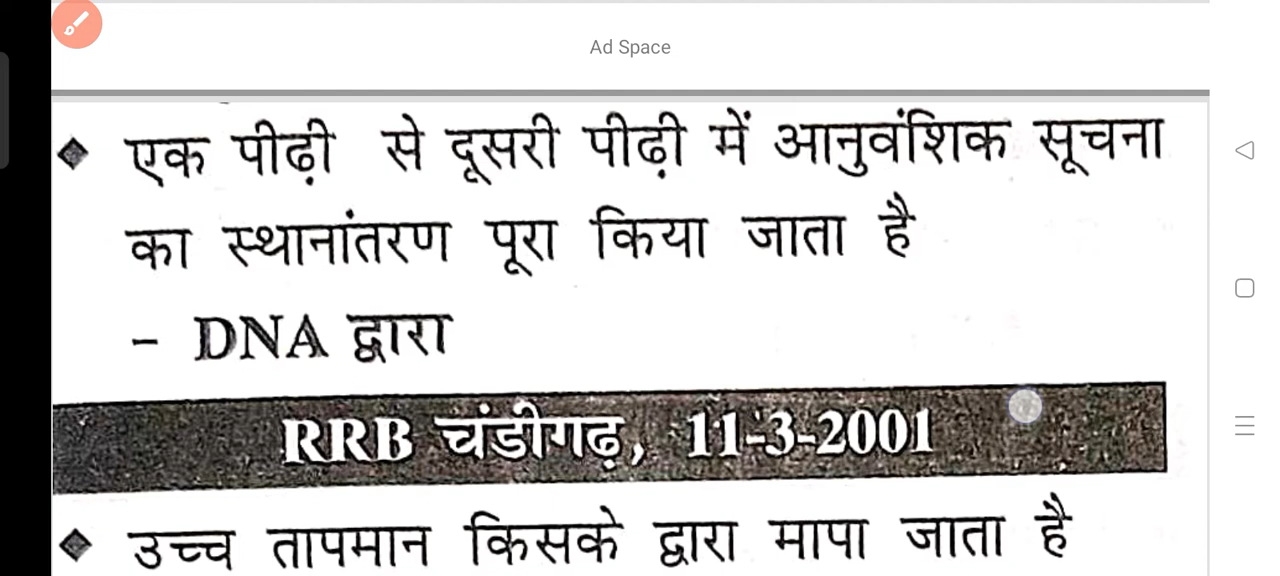 Ad Space
◆ एक पीढ़ी से दूसरी पीढ़ी में आनुवंशिक सूचना
का स्थानांतरण पूरा किया जाता है
– DNA द्वारा
RRB चंडीगढ़, 11-3-2001
◆ उच्च तापमान किसके द्वारा मापा जाता है